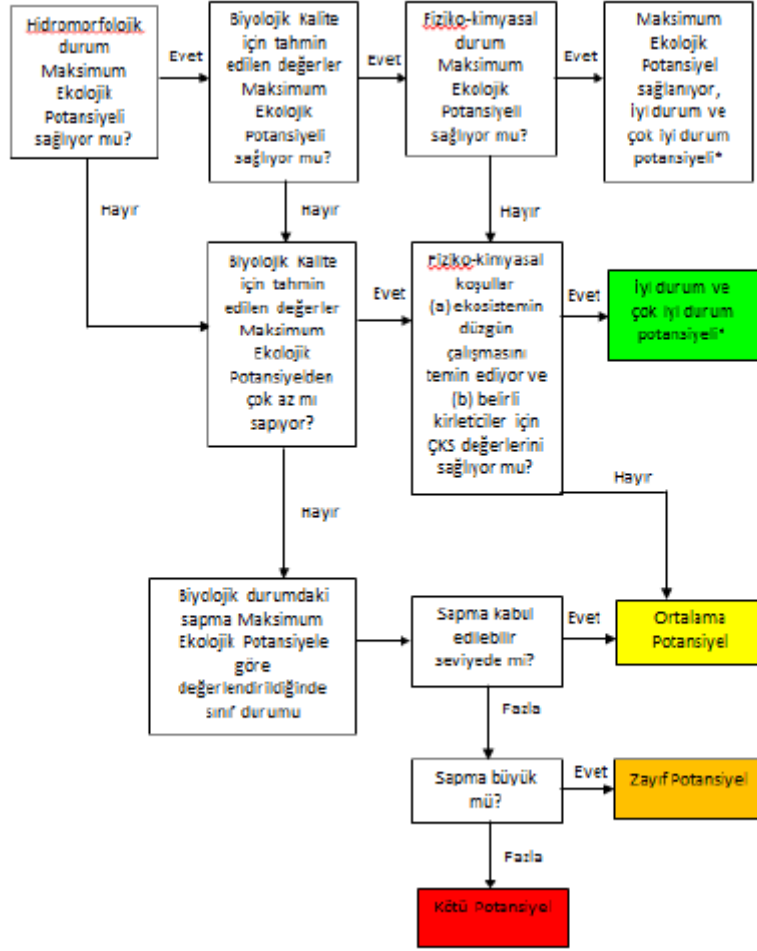 Hidromorfolojik
durum
Maksimum
Ekolojik
Potansiyeli
sağlıyor mu?
Evet
Biyolojik Kalite
için tahmin
edilen değerler
Maksimum
Ekolojik
Potansiyeli
sağlıyor mu?
Evet
Fiziko-kimyasal
durum
Maksimum
Ekolojik
Potansiyeli
sağlıyor mu?
Evet
Maksimum
Ekolojik
Potansiyel
sağlanıyor,
İyi durum ve
çok iyi durum
potansiyeli*
Hayır
Hayır
Hayır
Biyolojik Kalite
için tahmin
edilen değerler
Maksimum
Ekolojik
Potansiyelden
çok az mı
sapıyor?
Evet
Fiziko-kimyasal
koşullar
(a) ekosistemin
düzgün
çalışmasını
temin ediyor ve
(b) belirli
kirleticiler için
ÇKS değerlerini
sağlıyor mu?
Evet
İyi durum ve
çok iyi durum
potansiyeli*
Hayır
Hayır
Biyolojik durumdaki
sapma Maksimum
Ekolojik Potansiyele
göre
değerlendirildiğinde
sınıf durumu
Sapma kabul
edilebilir
seviyede mi?
Evet
Ortalama
Potansiyel
Fazla
Sapma büyük
mü?
Evet
Zayıf Potansiyel
Fazla
Kötü Potansiyel